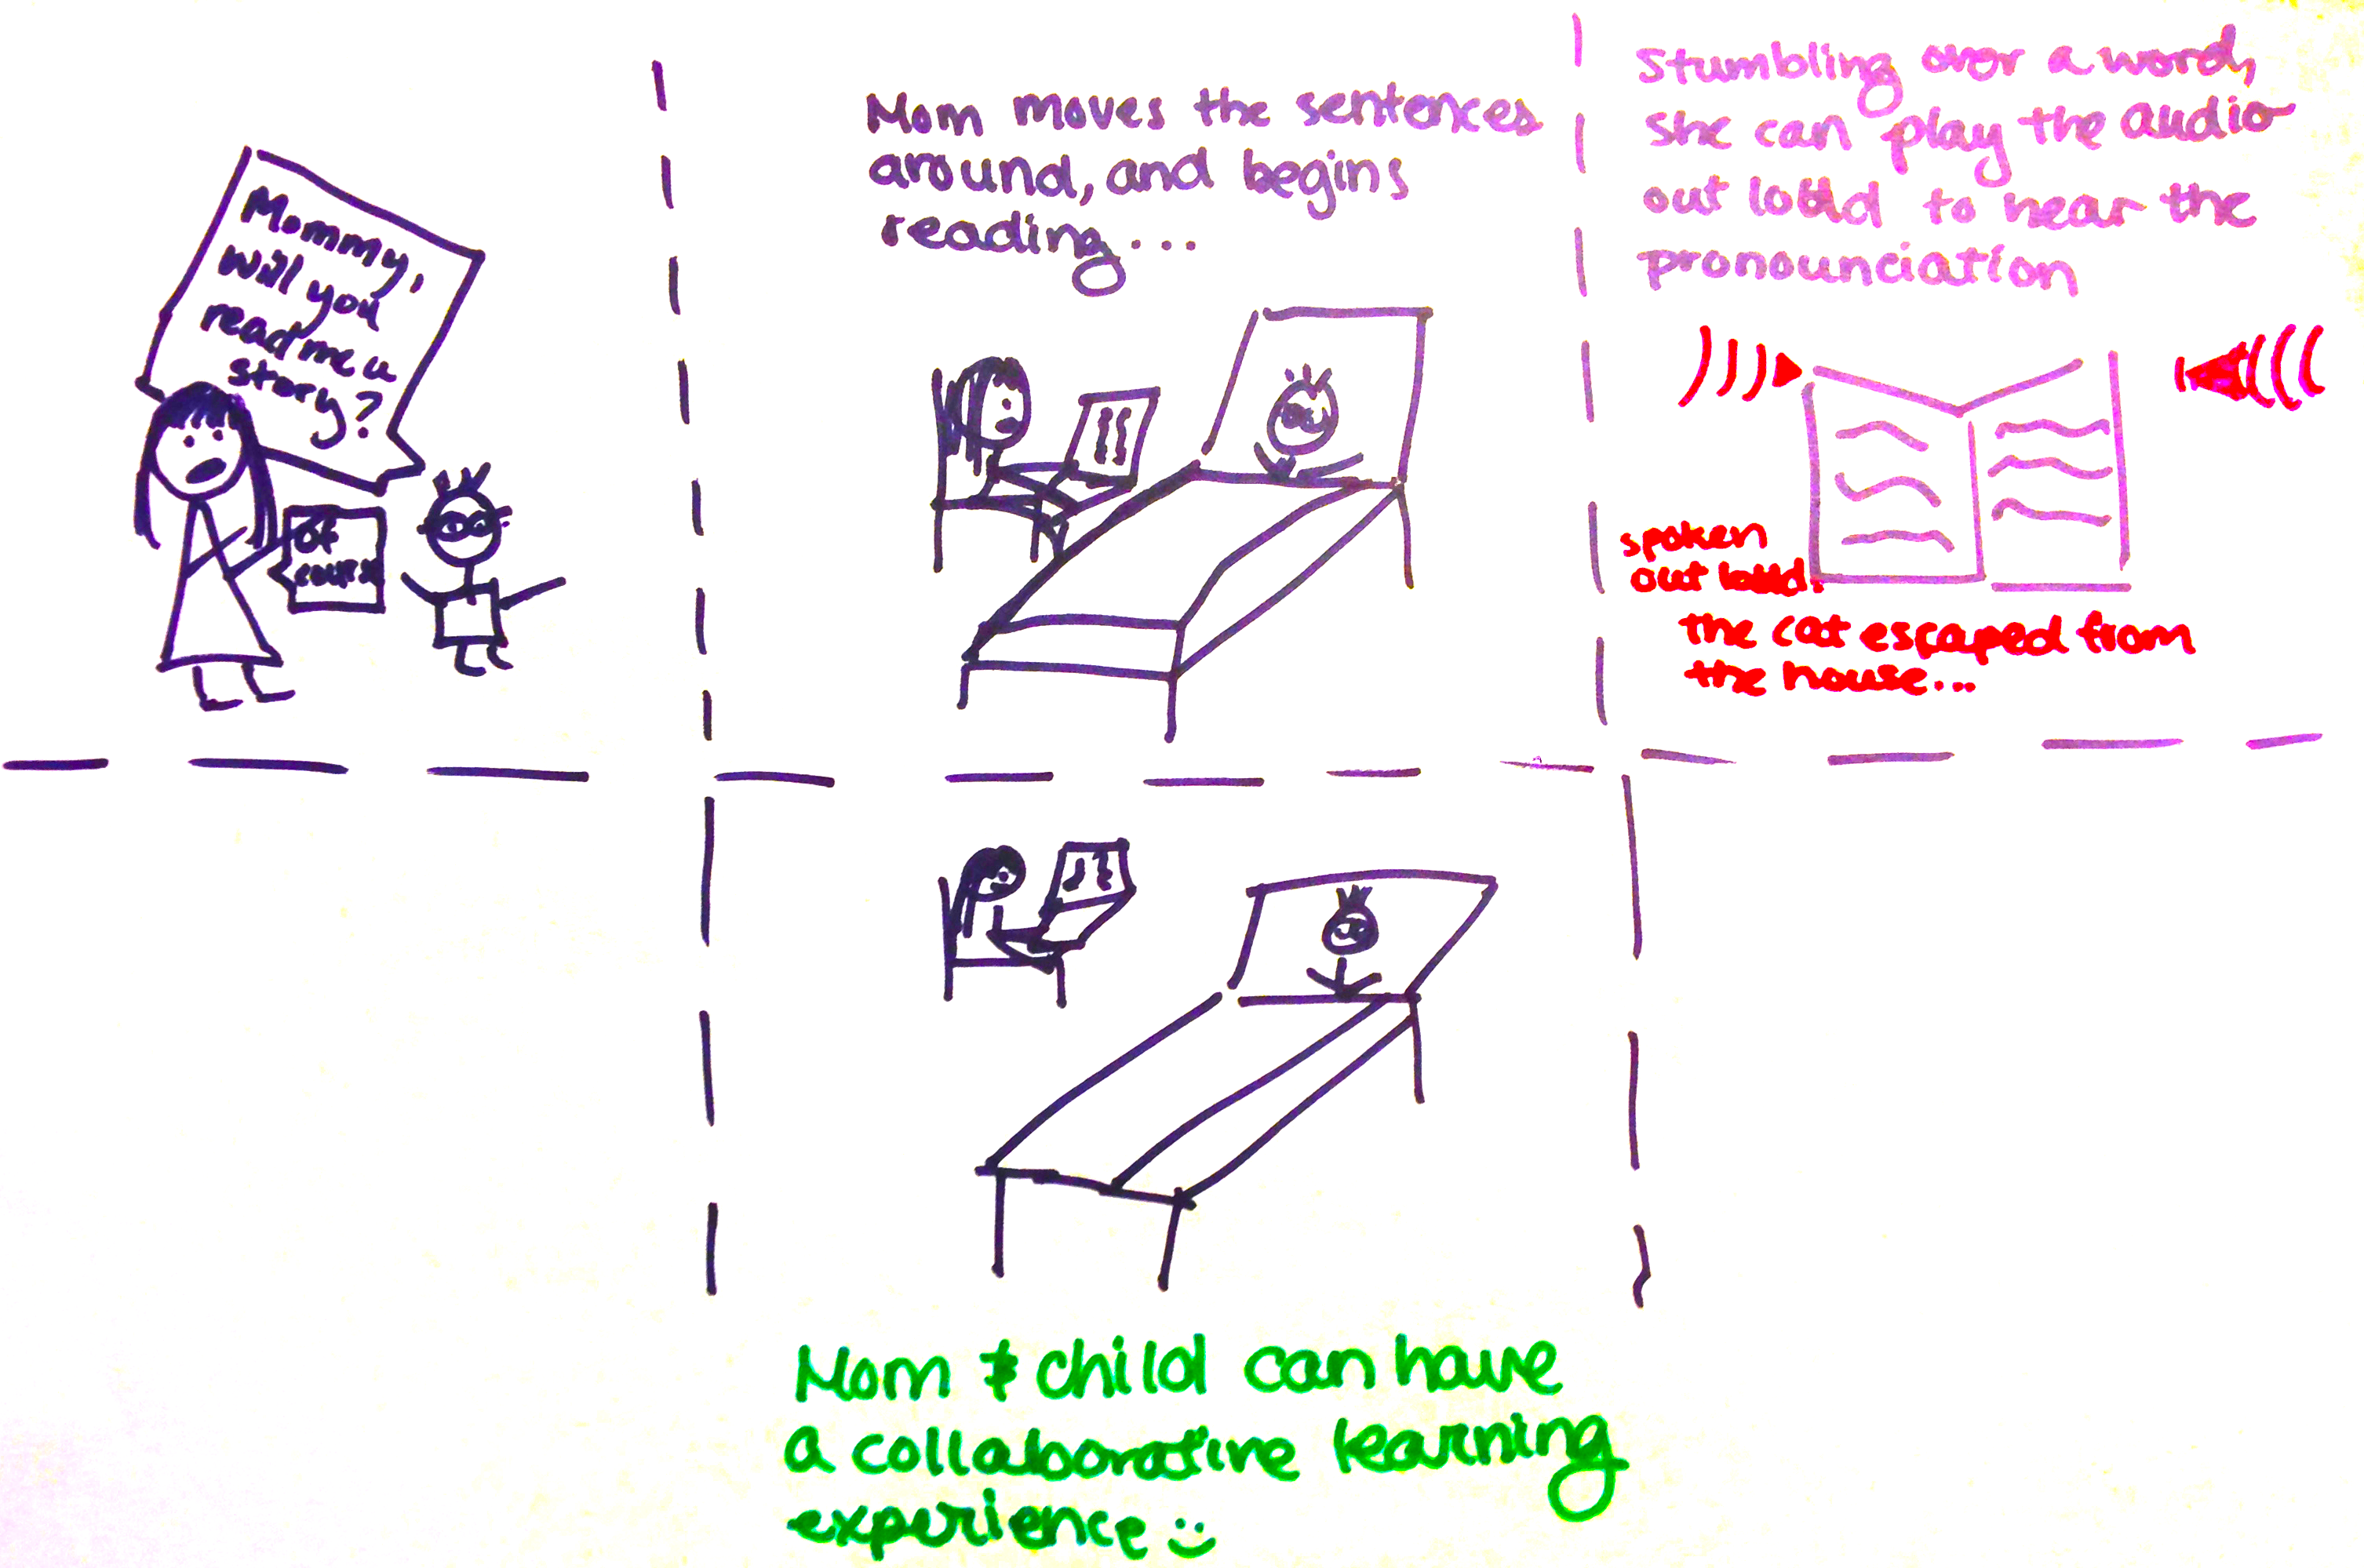 Mommy,
Will you
read me a
story?
Of
course
Mom moves the sentences
around, and begins
reading...
Stumbling over a word,
she can play the audio
out loud to hear the
pronounciation
spoken
out loud:
the cat escaped from
the house...
Mom & child can have
a collaborative learning
experience :)